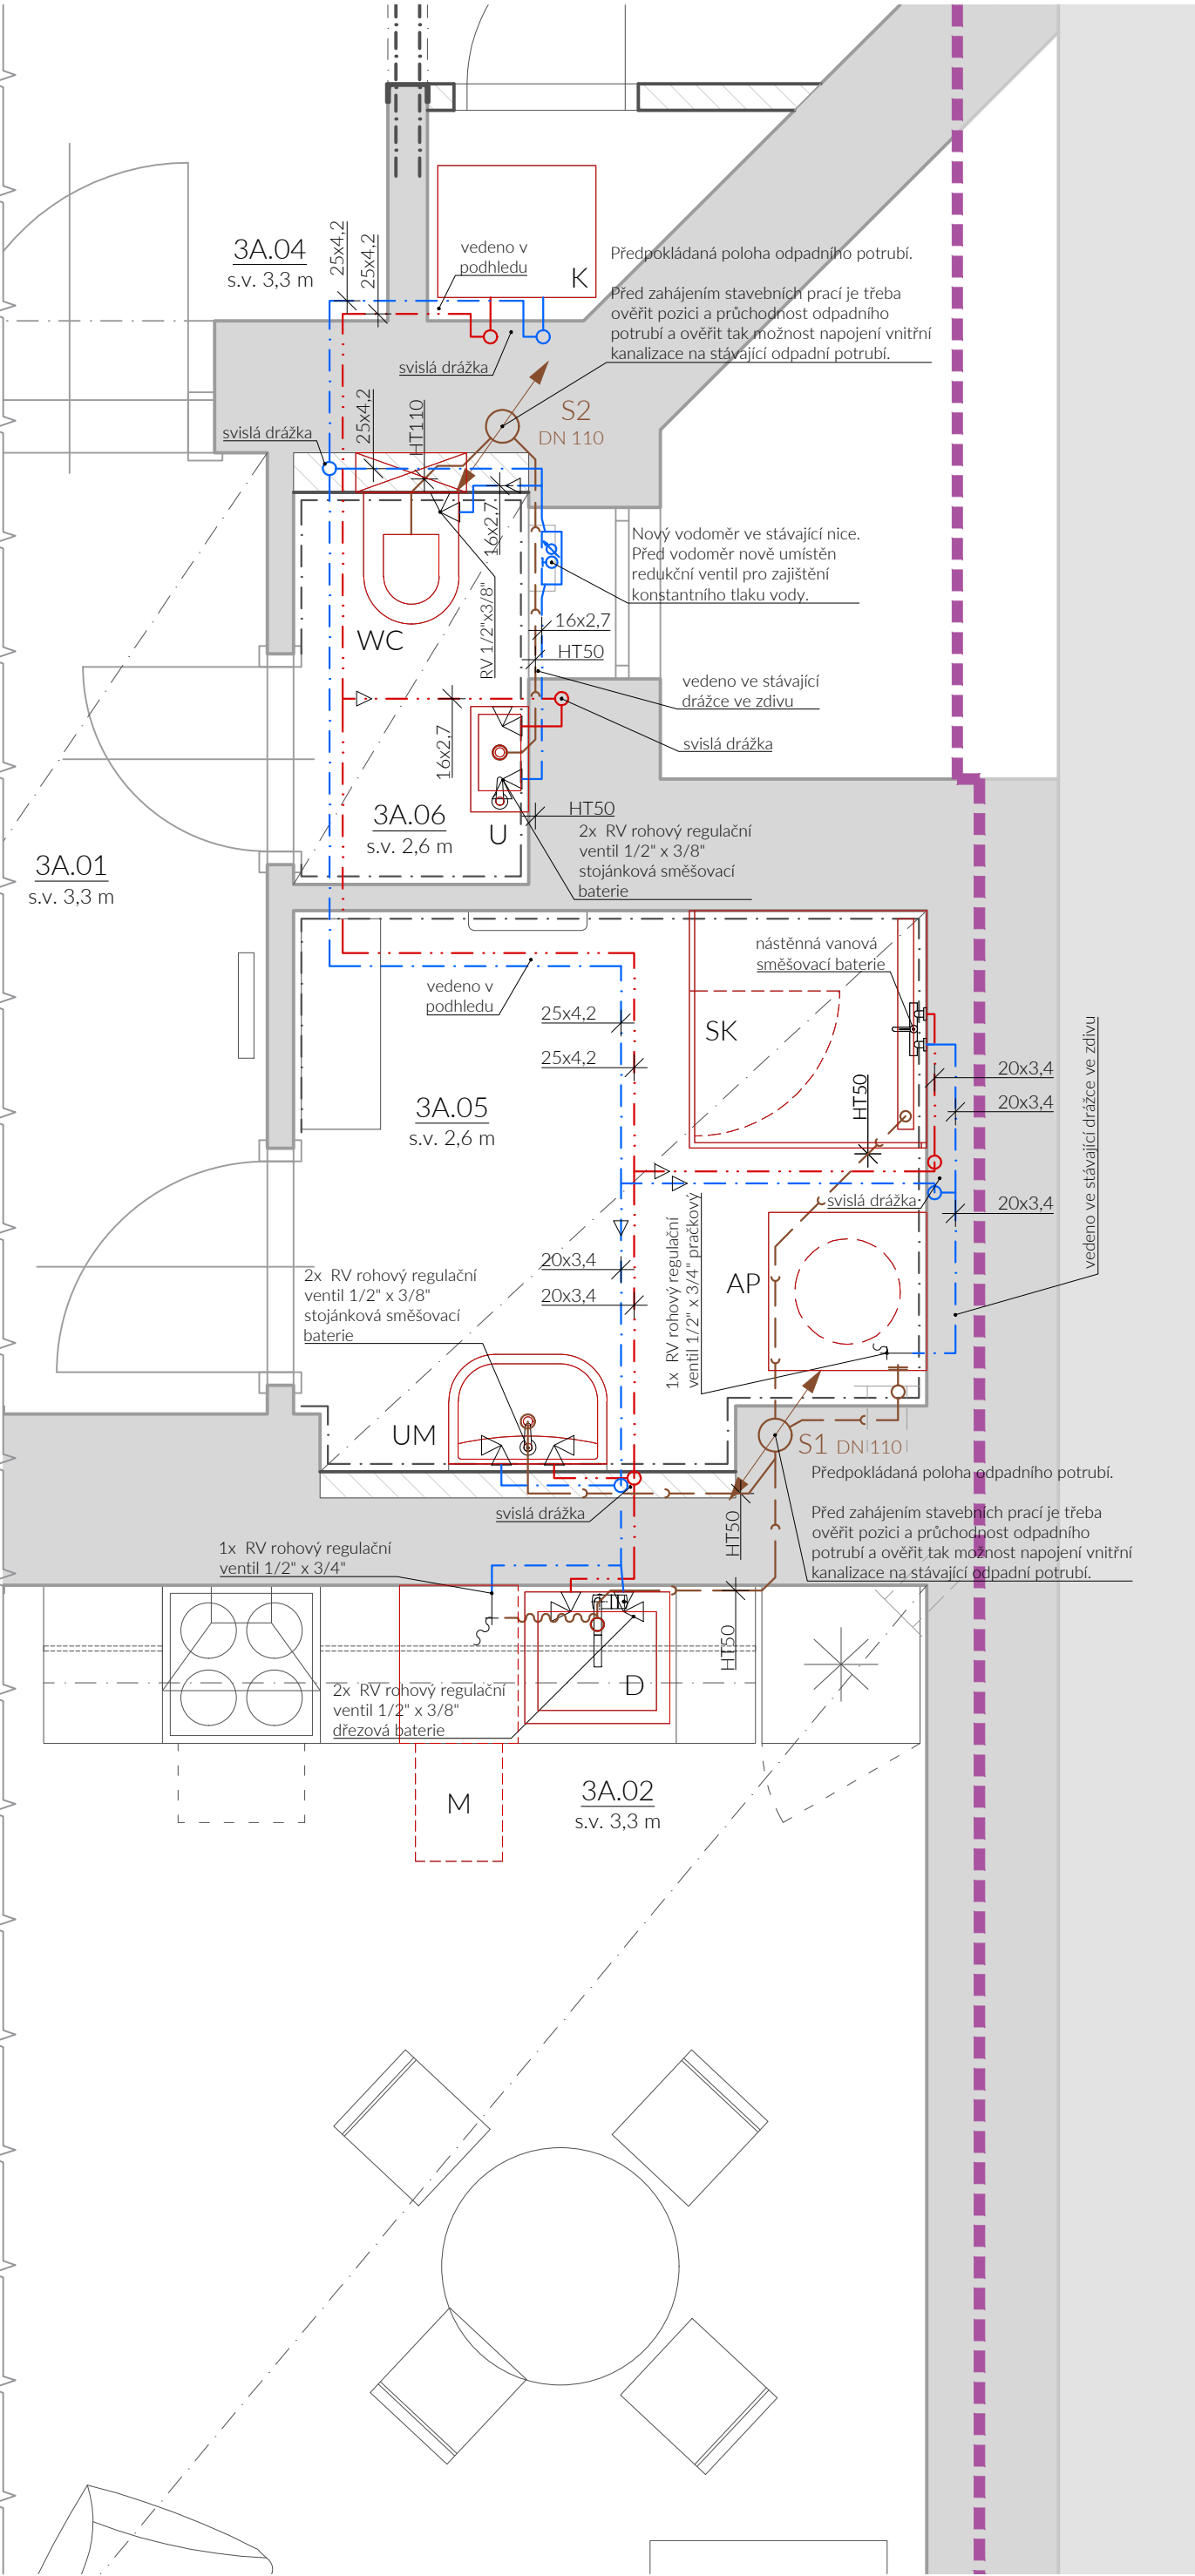 3A.04
s.v. 3,3 m
25x4,2
25x4,2
vedeno v
podhledu
K
Předpokládaná poloha odpadního potrubí.
Před zahájením stavebních prací je třeba
ověřit pozici a průchodnost odpadního
potrubí a ověřit tak možnost napojení vnitřní
kanalizace na stávající odpadní potrubí.
svislá drážka
25x4,2
HT110
S2
DN 110
svislá drážka
16x2,7
Nový vodoměr ve stávající nice.
Před vodoměr nově umístěn
redukční ventil pro zajištění
konstantního tlaku vody.
RV 1/2"x3/8"
WC
16x2,7
HT50
vedeno ve stávající
drážce ve zdivu
svislá drážka
16x2,7
3A.06
s.v. 2,6 m
U
HT50
2x  RV rohový regulační
ventil 1/2" x 3/8"
stojánková směšovací
baterie
3A.01
s.v. 3,3 m
nástěnná vanová
směšovací baterie
vedeno v
podhledu
25x4,2
25x4,2
SK
3A.05
s.v. 2,6 m
HT50
20x3,4
20x3,4
vedeno ve stávající drážce ve zdivu
svislá drážka
20x3,4
1x  RV rohový regulační
ventil 1/2" x 3/4" pračkový
20x3,4
20x3,4
AP
2x  RV rohový regulační
ventil 1/2" x 3/8"
stojánková směšovací
baterie
UM
S1 DN 110
Předpokládaná poloha odpadního potrubí.
Před zahájením stavebních prací je třeba
ověřit pozici a průchodnost odpadního
potrubí a ověřit tak možnost napojení vnitřní
kanalizace na stávající odpadní potrubí.
svislá drážka
HT50
1x  RV rohový regulační
ventil 1/2" x 3/4"
HT50
D
2x  RV rohový regulační
ventil 1/2" x 3/8"
dřezová baterie
M
3A.02
s.v. 3,3 m